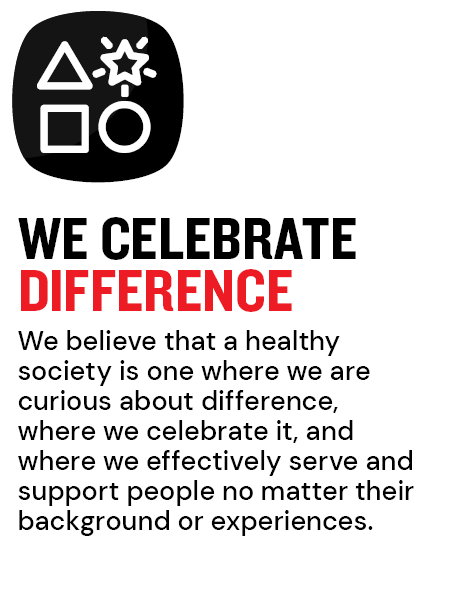 WE CELEBRATE
DIFFERENCE
We believe that a healthy
society is one where we are
curious about difference,
where we celebrate it, and
where we effectively serve and
support people no matter their
background or experiences.